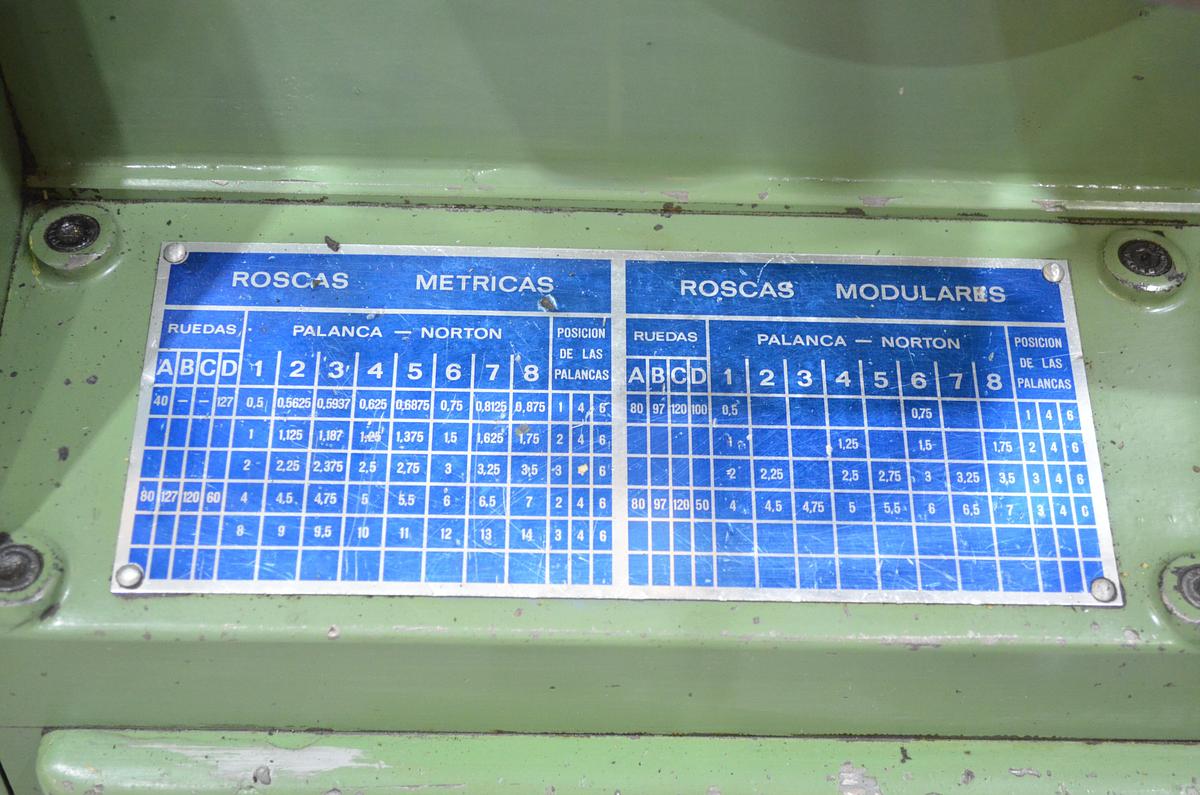 ROSCAS METRICAS
RUEDAS PALANCA — NORTON POSICION DE LAS PALANCAS
A B C D 1 2 3 4 5 6 7 8
40 — — 127 0,5 0,5625 0,5937 0,625 0,6875 0,75 0,8125 0,875 1 4 6
1 1,125 1,187 1,25 1,375 1,5 1,625 1,75 2 4 6
2 2,25 2,375 2,5 2,75 3 3,25 3,5 3 6
80 127 120 60 4 4,5 4,75 5 5,5 6 6,5 7 2 4 6
8 9 9,5 10 11 12 13 14 3 4 6
ROSCAS MODULARES
RUEDAS PALANCA — NORTON POSICION DE LAS PALANCAS
A B C D 1 2 3 4 5 6 7 8
80 97 120 100 0,5 0,75 1 4 6
1 1,25 1,5 1,75 2 4 6
2 2,25 2,5 2,75 3 3,25 3,5 3 4 6
80 97 120 50 4 4,5 4,75 5 5,5 6 6,5 7 3 4 6